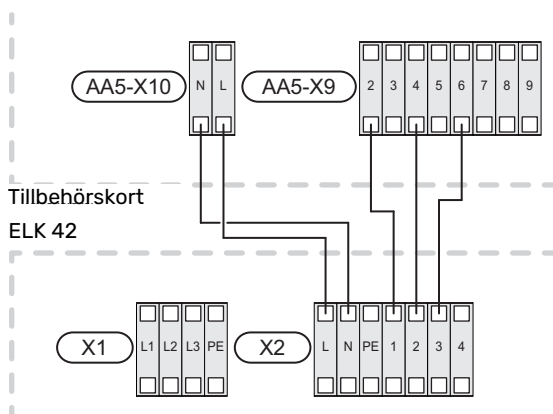 AA5-X10 N L AA5-X9 2 3 4 5 6 7 8 9
Tillbehörskort
ELK 42
X1 L1 L2 L3 PE X2 L N PE 1 2 3 4